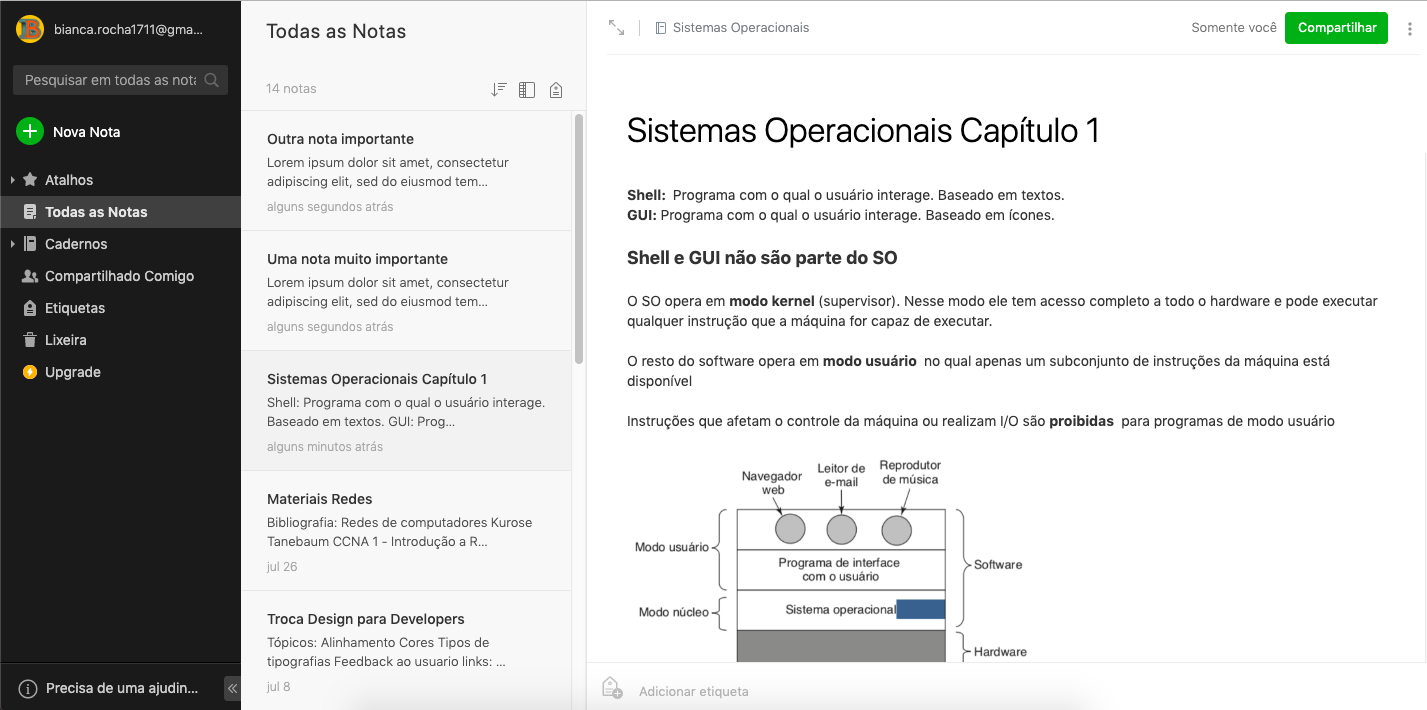 bianca.rocha1711@gma...
Pesquisar em todas as nota
Nova Nota
Atalhos
Todas as Notas
Cadernos
Compartilhado Comigo
Etiquetas
Lixeira
Upgrade
Precisa de uma ajudin...
Todas as Notas
14 notas
Outra nota importante
Lorem ipsum dolor sit amet, consectetur
adipiscing elit, sed do eiusmod tem...
alguns segundos atrás
Uma nota muito importante
Lorem ipsum dolor sit amet, consectetur
adipiscing elit, sed do eiusmod tem...
alguns segundos atrás
Sistemas Operacionais Capítulo 1
Shell: Programa com o qual o usuário interage.
Baseado em textos. GUI: Prog...
alguns minutos atrás
Materiais Redes
Bibliografia: Redes de computadores Kurose
Tanebaum CCNA 1 - Introdução a R...
jul 26
Troca Design para Developers
Tópicos: Alinhamento Cores Tipos de
tipografias Feedback ao usuario links: ...
jul 8
Sistemas Operacionais
Somente você
Compartilhar
Sistemas Operacionais Capítulo 1
Shell: Programa com o qual o usuário interage. Baseado em textos.
GUI: Programa com o qual o usuário interage. Baseado em ícones.
Shell e GUI não são parte do SO
O SO opera em modo kernel (supervisor). Nesse modo ele tem acesso completo a todo o hardware e pode executar
qualquer instrução que a máquina for capaz de executar.
O resto do software opera em modo usuário no qual apenas um subconjunto de instruções da máquina está
disponível
Instruções que afetam o controle da máquina ou realizam I/O são proibidas para programas de modo usuário
Navegador
web
Leitor de
e-mail
Reprodutor
de música
Modo usuário
Programa de interface
com o usuário
Software
Modo núcleo
Sistema operacional
Hardware
Adicionar etiqueta